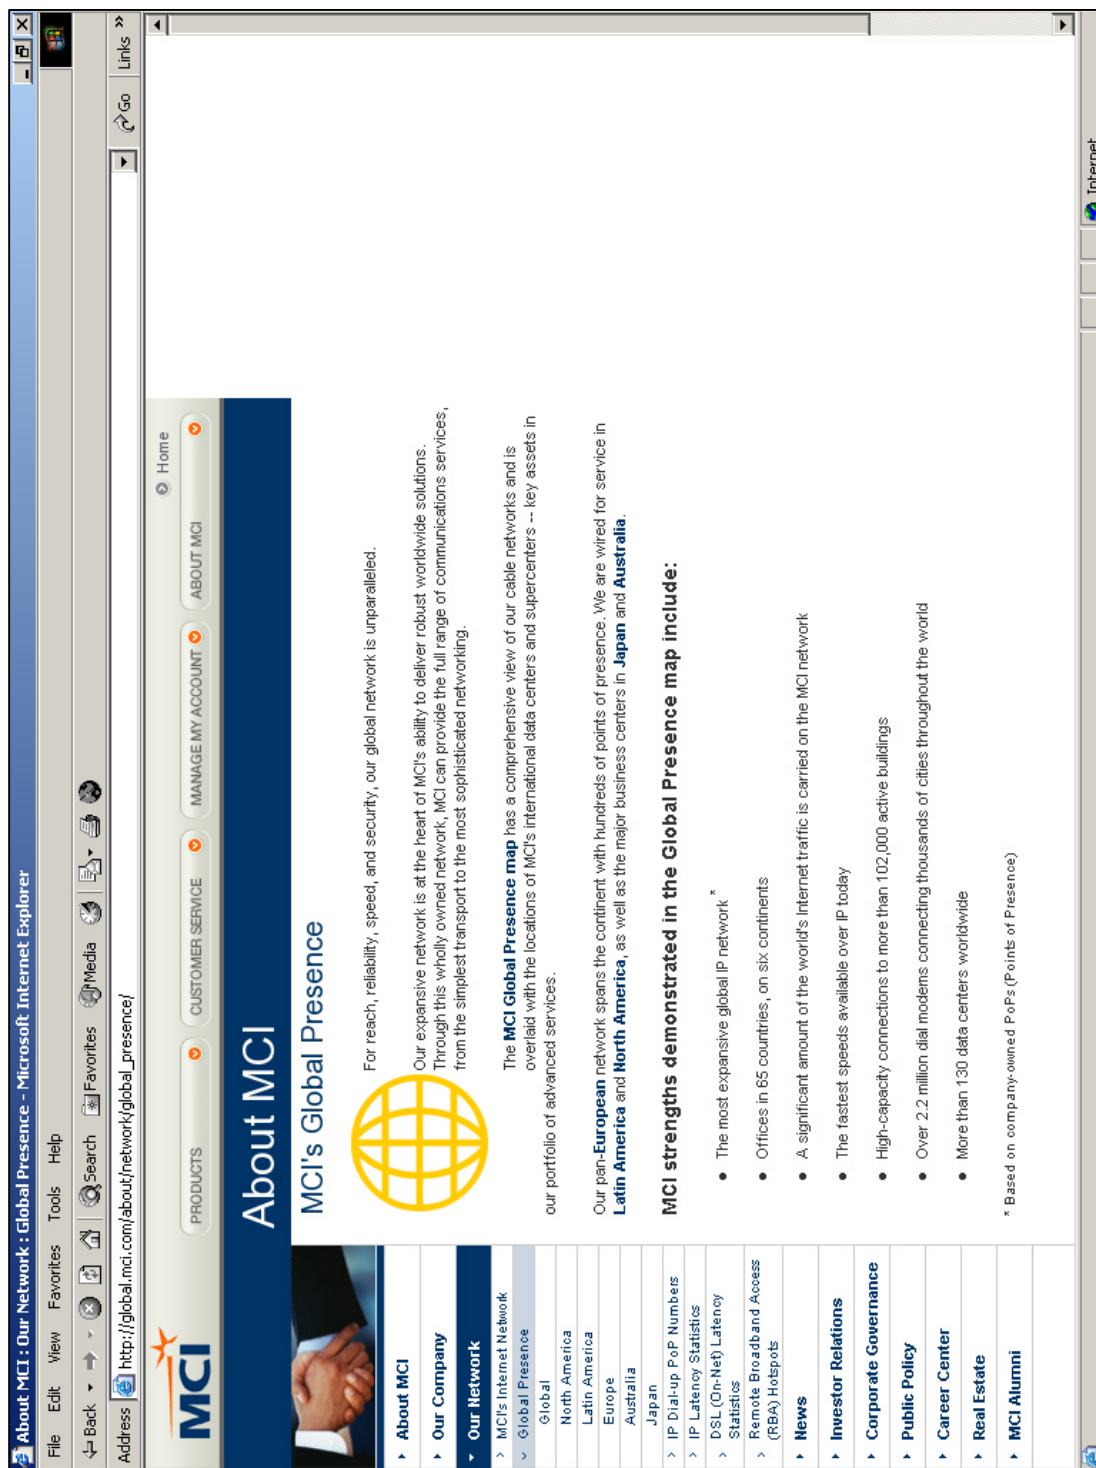 About MCI : Our Network : Global Presence - Microsoft Internet Explorer
File Edit View Favorites Tools Help
Back Search Favorites Media
Address http://global.mci.com/about/network/global_presence/ Go Links »
MCI
Home
PRODUCTS CUSTOMER SERVICE MANAGE MY ACCOUNT ABOUT MCI
About MCI
About MCI
Our Company
Our Network
> MCI's Internet Network
Global Presence
Global
North America
Latin America
Europe
Australia
Japan
> IP Dial-up PoP Numbers
> IP Latency Statistics
> DSL (On-Net) Latency
Statistics
> Remote Broadband Access
(RBA) Hotspots
News
Investor Relations
Corporate Governance
Public Policy
Career Center
Real Estate
MCI Alumni
MCI's Global Presence
For reach, reliability, speed, and security, our global network is unparalleled.
Our expansive network is at the heart of MCI's ability to deliver robust worldwide solutions.
Through this wholly owned network, MCI can provide the full range of communications services,
from the simplest transport to the most sophisticated networking.
The MCI Global Presence map has a comprehensive view of our cable networks and is
overlaid with the locations of MCI's international data centers and supercenters -- key assets in
our portfolio of advanced services.
Our pan-European network spans the continent with hundreds of points of presence. We are wired for service in
Latin America and North America, as well as the major business centers in Japan and Australia.
MCI strengths demonstrated in the Global Presence map include:
• The most expansive global IP network *
• Offices in 65 countries, on six continents
• A significant amount of the world's Internet traffic is carried on the MCI network
• The fastest speeds available over IP today
• High-capacity connections to more than 102,000 active buildings
• Over 2.2 million dial modems connecting thousands of cities throughout the world
• More than 130 data centers worldwide
* Based on company-owned PoPs (Points of Presence)
Internet